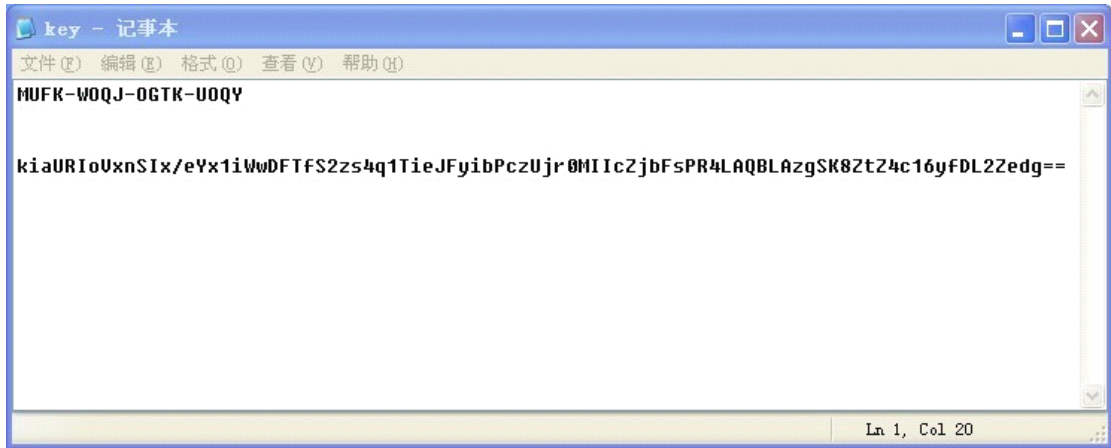 key - 记事本
文件(F) 编辑(E) 格式(O) 查看(V) 帮助(H)
MUFK-WOQJ-OGTK-UOQY
kiaURIoVxnSIx/eYx1iWwDFTfS2zs4q1TieJFyibPczUjr0MIIcZjbFsPR4LAQBLAzgSK8ZtZ4c16yfDL2Zedg==
Ln 1, Col 20